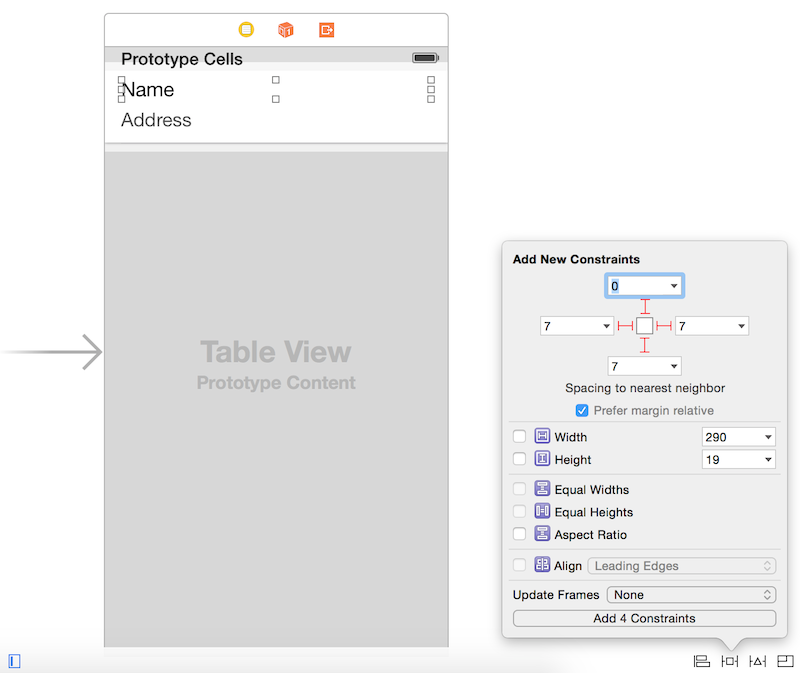 Prototype Cells
Name
Address
Table View
Prototype Content
Add New Constraints
0
7
7
7
Spacing to nearest neighbor
Prefer margin relative
Width
290
Height
19
Equal Widths
Equal Heights
Aspect Ratio
Align
Leading Edges
Update Frames
None
Add 4 Constraints